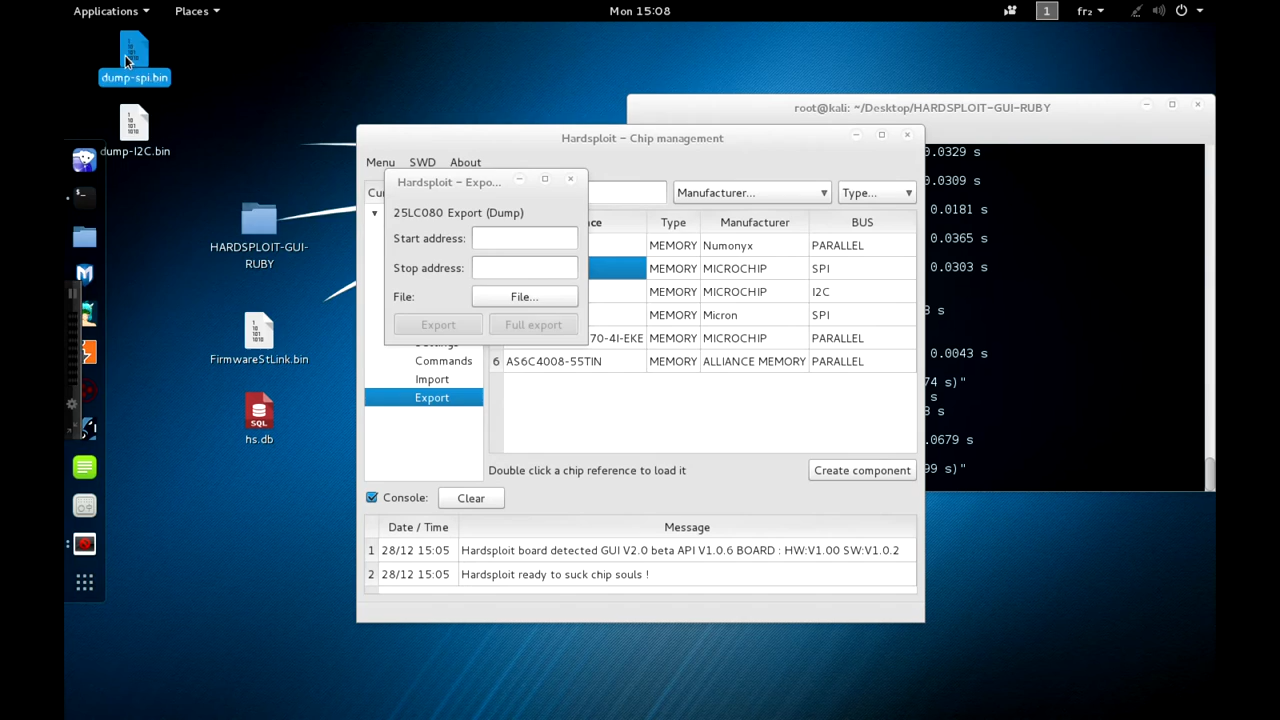 Applications
Places
Mon 15:08
1
fr₂
dump-spi.bin
dump-I2C.bin
HARDSPLOIT-GUI-
RUBY
FirmwareStLink.bin
SQL
hs.db
root@kali: ~/Desktop/HARDSPLOIT-GUI-RUBY
0.0329 s
0.0309 s
0.0181 s
0.0365 s
0.0303 s
s
0.0043 s
s)"
s
s
.0679 s
s)"
Hardsploit – Chip management
Menu SWD About
Manufacturer... Type...
Type Manufacturer BUS
MEMORY Numonyx PARALLEL
MEMORY MICROCHIP SPI
MEMORY MICROCHIP I2C
MEMORY Micron SPI
70-4I-EKE MEMORY MICROCHIP PARALLEL
6 AS6C4008-55TIN MEMORY ALLIANCE MEMORY PARALLEL
Hardsploit – Expo...
25LC080 Export (Dump)
Start address:
Stop address:
File: File...
Export Full export
Commands
Import
Export
Double click a chip reference to load it
Create component
Console: Clear
Date / Time Message
1 28/12 15:05 Hardsploit board detected GUI V2.0 beta API V1.0.6 BOARD : HW:V1.00 SW:V1.0.2
2 28/12 15:05 Hardsploit ready to suck chip souls !